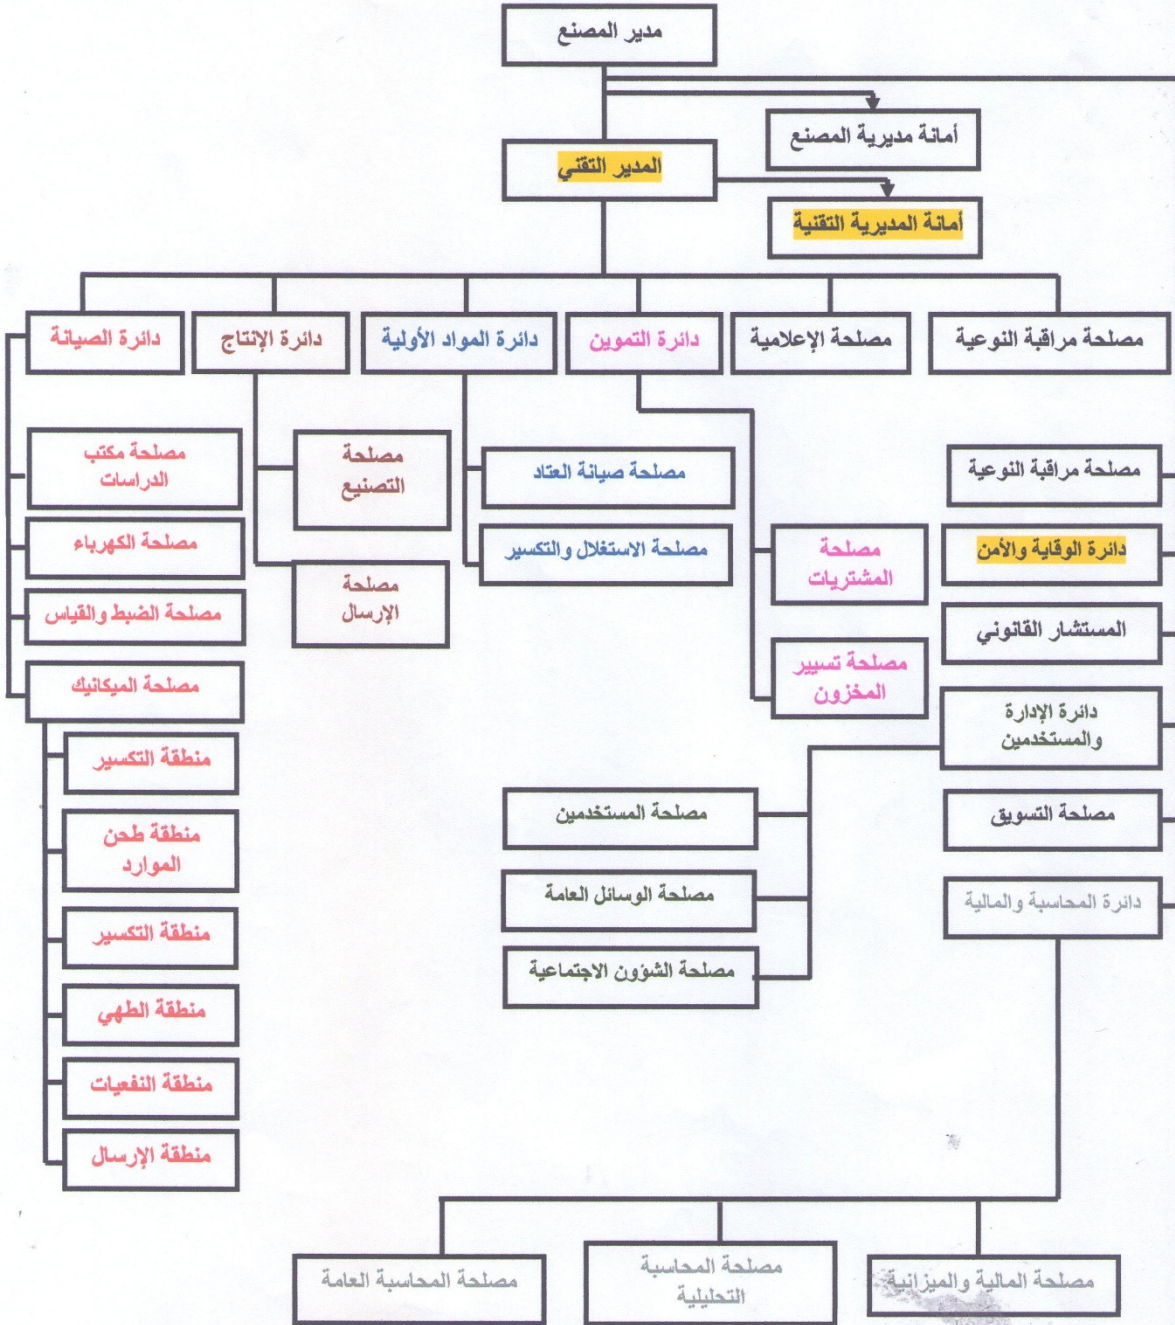 مدير المصنع
أمانة مديرية المصنع
المدير التقني
أمانة المديرية التقنية
مصلحة مراقبة النوعية
مصلحة الإعلامية
دائرة التموين
دائرة المواد الأولية
دائرة الإنتاج
دائرة الصيانة
مصلحة مراقبة النوعية
دائرة الوقاية والأمن
المستشار القانوني
دائرة الإدارة
والمستخدمين
مصلحة التسويق
دائرة المحاسبة والمالية
مصلحة
المشتريات
مصلحة تسيير
المخزون
مصلحة صيانة العتاد
مصلحة الاستغلال والتكسير
مصلحة
التصنيع
مصلحة
الإرسال
مصلحة مكتب
الدراسات
مصلحة الكهرباء
مصلحة الضبط والقياس
مصلحة الميكانيك
منطقة التكسير
منطقة طحن
الموارد
منطقة التكسير
منطقة الطهي
منطقة النفعيات
منطقة الإرسال
مصلحة المستخدمين
مصلحة الوسائل العامة
مصلحة الشؤون الاجتماعية
مصلحة المالية والميزانية
مصلحة المحاسبة
التحليلية
مصلحة المحاسبة العامة